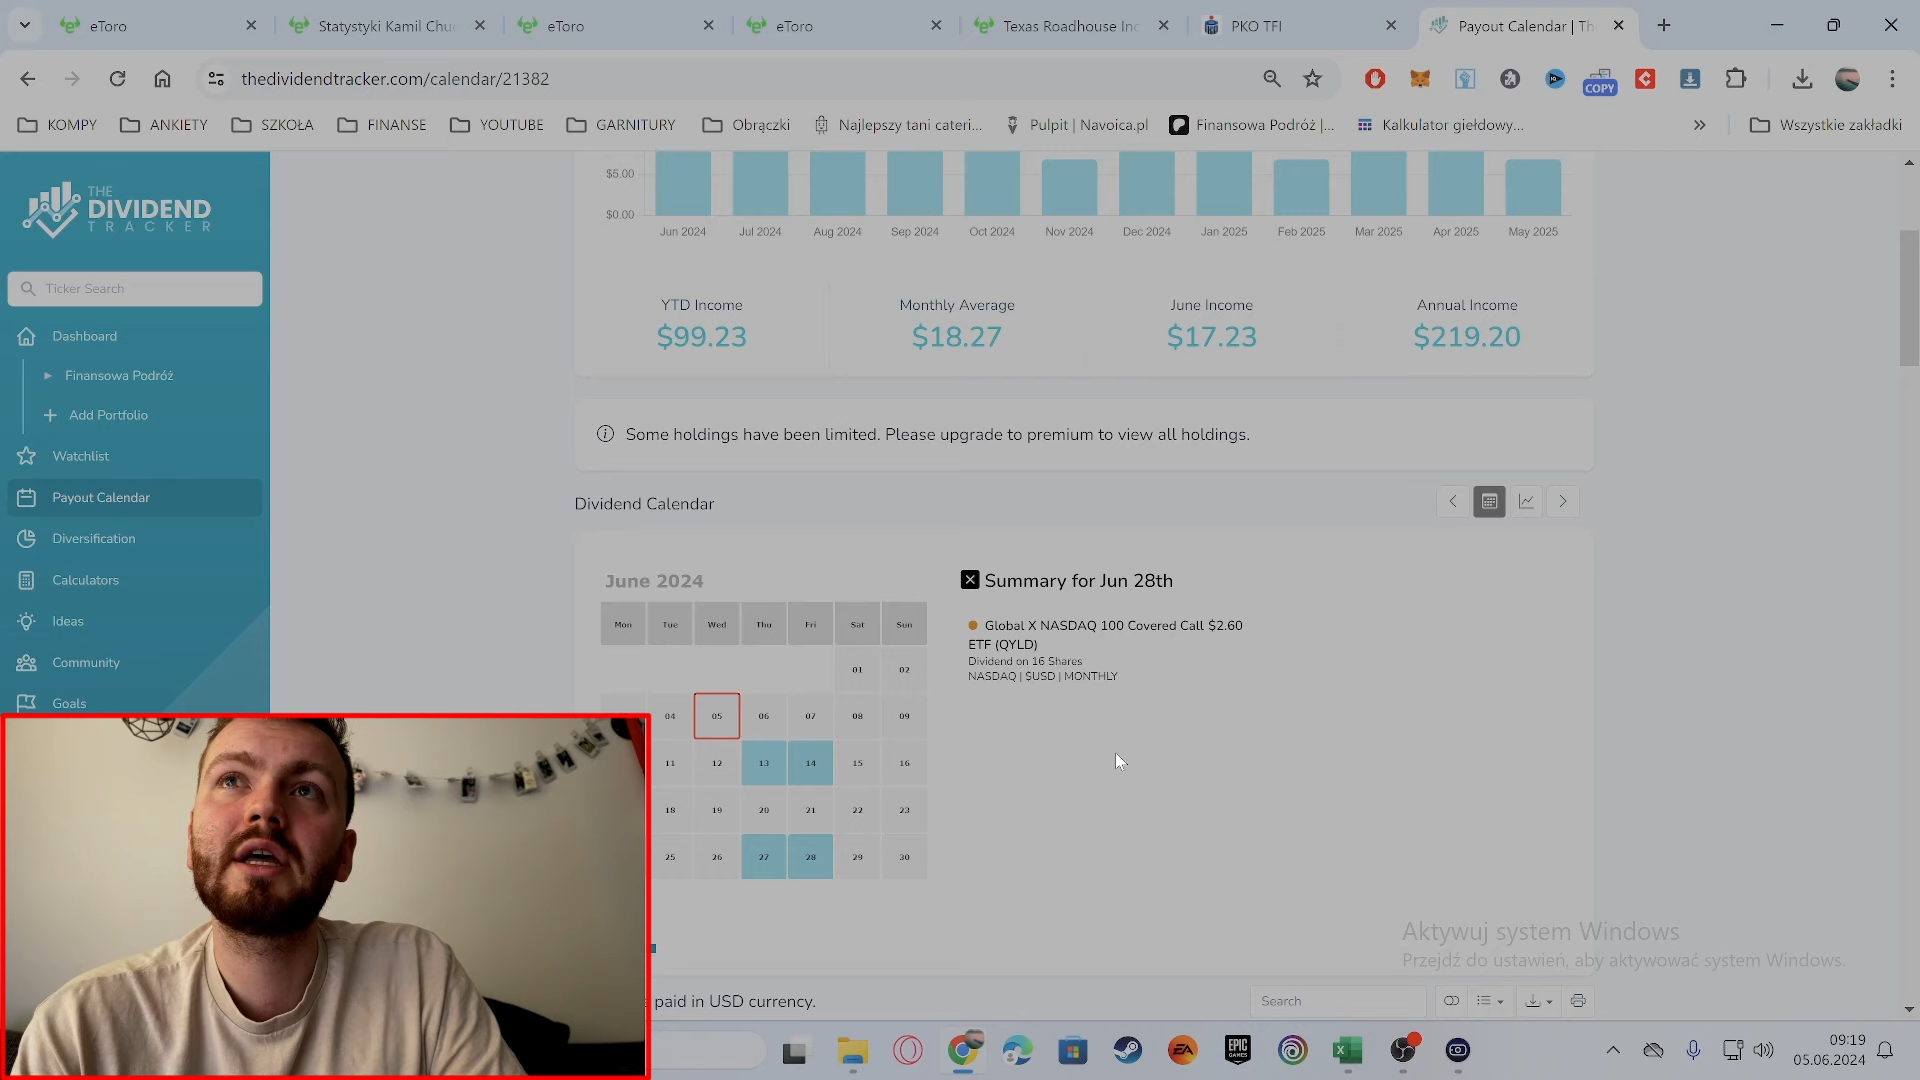 eToro
Statystyki Kamil Chu
eToro
eToro
Texas Roadhouse Inc
PKO TFI
Payout Calendar | Th
thedividendtracker.com/calendar/21382
COPY
KOMPY
ANKIETY
SZKOŁA
FINANSE
YOUTUBE
GARNITURY
Obrączki
Najlepszy tani cateri...
Pulpit | Navoica.pl
Finansowa Podróż |...
Kalkulator giełdowy...
Wszystkie zakładki
THE
DIVIDEND
TRACKER
Ticker Search
Dashboard
Finansowa Podróż
Add Portfolio
Watchlist
Payout Calendar
Diversification
Calculators
Ideas
Community
Goals
$5.00
$0.00
Jun 2024 Jul 2024 Aug 2024 Sep 2024 Oct 2024 Nov 2024 Dec 2024 Jan 2025 Feb 2025 Mar 2025 Apr 2025 May 2025
YTD Income Monthly Average June Income Annual Income
$99.23 $18.27 $17.23 $219.20
Some holdings have been limited. Please upgrade to premium to view all holdings.
Dividend Calendar
June 2024
Mon Tue Wed Thu Fri Sat Sun
01 02
04 05 06 07 08 09
11 12 13 14 15 16
18 19 20 21 22 23
25 26 27 28 29 30
Summary for Jun 28th
Global X NASDAQ 100 Covered Call $2.60
ETF (QYLD)
Dividend on 16 Shares
NASDAQ | $USD | MONTHLY
Aktywuj system Windows
Przejdź do ustawień, aby aktywować system Windows.
paid in USD currency.
Search
EA
EPIC
GAMES
09:19
05.06.2024